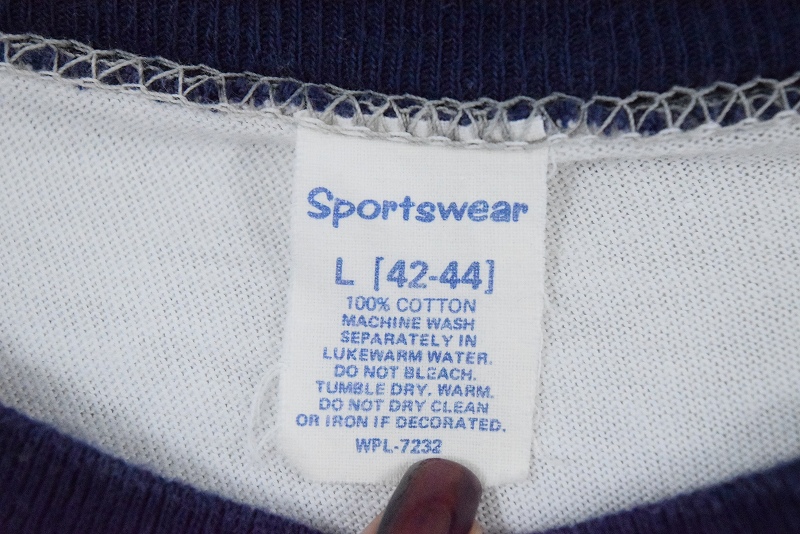 Sportswear
L [42-44]
100% COTTON
MACHINE WASH
SEPARATELY IN
LUKEWARM WATER.
DO NOT BLEACH.
TUMBLE DRY. WARM.
DO NOT DRY CLEAN
OR IRON IF DECORATED.
WPL-7232